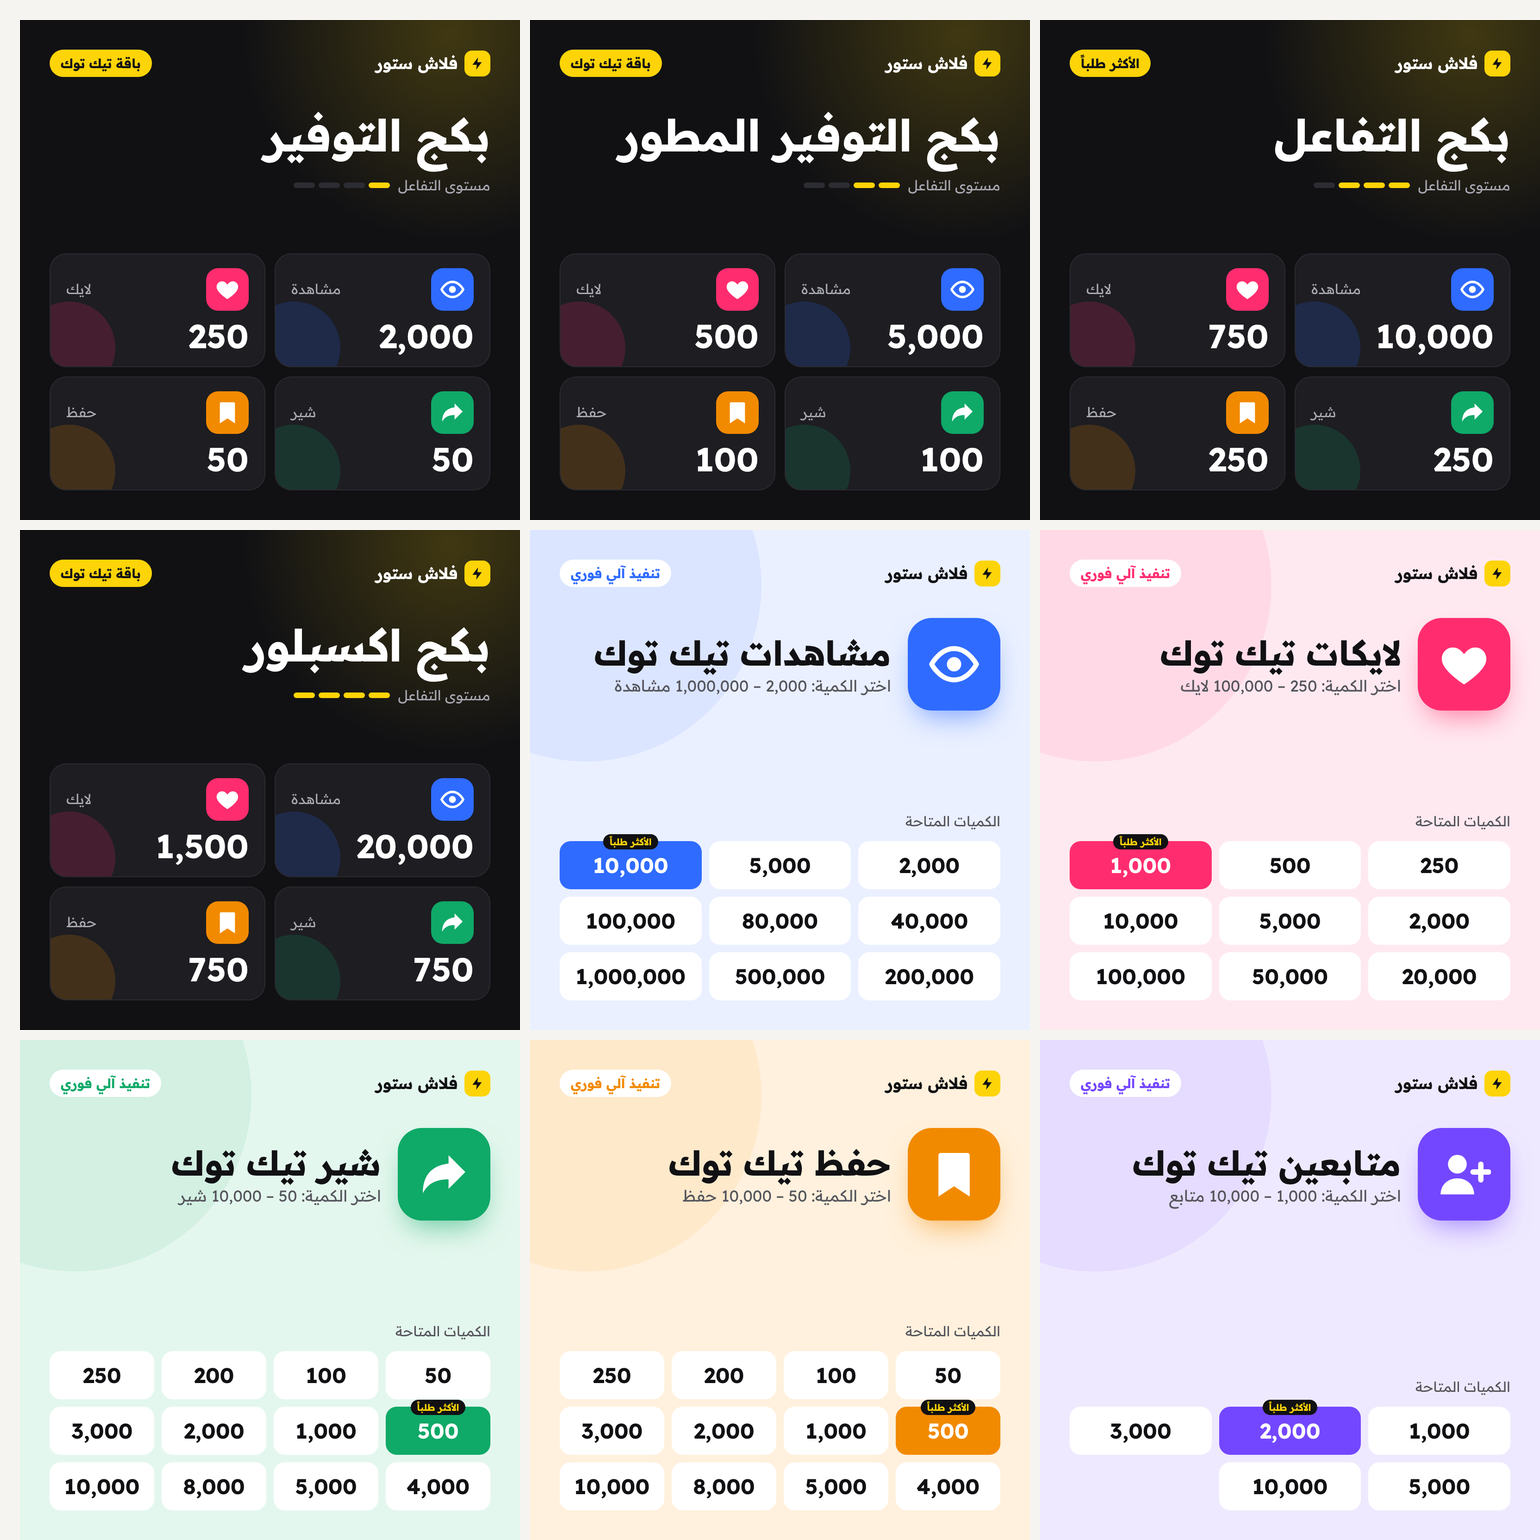 فلاش ستور
باقة تيك توك
بكج التوفير
مستوى التفاعل
مشاهدة
لايك
2,000
250
شير
حفظ
50
50
فلاش ستور
باقة تيك توك
بكج التوفير المطور
مستوى التفاعل
مشاهدة
لايك
5,000
500
شير
حفظ
100
100
فلاش ستور
الأكثر طلباً
بكج التفاعل
مستوى التفاعل
مشاهدة
لايك
10,000
750
شير
حفظ
250
250
فلاش ستور
باقة تيك توك
بكج اكسبلور
مستوى التفاعل
مشاهدة
لايك
20,000
1,500
شير
حفظ
750
750
فلاش ستور
تنفيذ آلي فوري
مشاهدات تيك توك
اختر الكمية: 2,000 – 1,000,000 مشاهدة
الكميات المتاحة
الأكثر طلباً
2,000 5,000 10,000
40,000 80,000 100,000
200,000 500,000 1,000,000
فلاش ستور
تنفيذ آلي فوري
لايكات تيك توك
اختر الكمية: 250 – 100,000 لايك
الكميات المتاحة
الأكثر طلباً
250 500 1,000
2,000 5,000 10,000
20,000 50,000 100,000
فلاش ستور
تنفيذ آلي فوري
شير تيك توك
اختر الكمية: 50 – 10,000 شير
الكميات المتاحة
50 100 200 250
الأكثر طلباً
500 1,000 2,000 3,000
4,000 5,000 8,000 10,000
فلاش ستور
تنفيذ آلي فوري
حفظ تيك توك
اختر الكمية: 50 – 10,000 حفظ
الكميات المتاحة
50 100 200 250
الأكثر طلباً
500 1,000 2,000 3,000
4,000 5,000 8,000 10,000
فلاش ستور
تنفيذ آلي فوري
متابعين تيك توك
اختر الكمية: 1,000 – 10,000 متابع
الكميات المتاحة
الأكثر طلباً
1,000 2,000 3,000
5,000 10,000